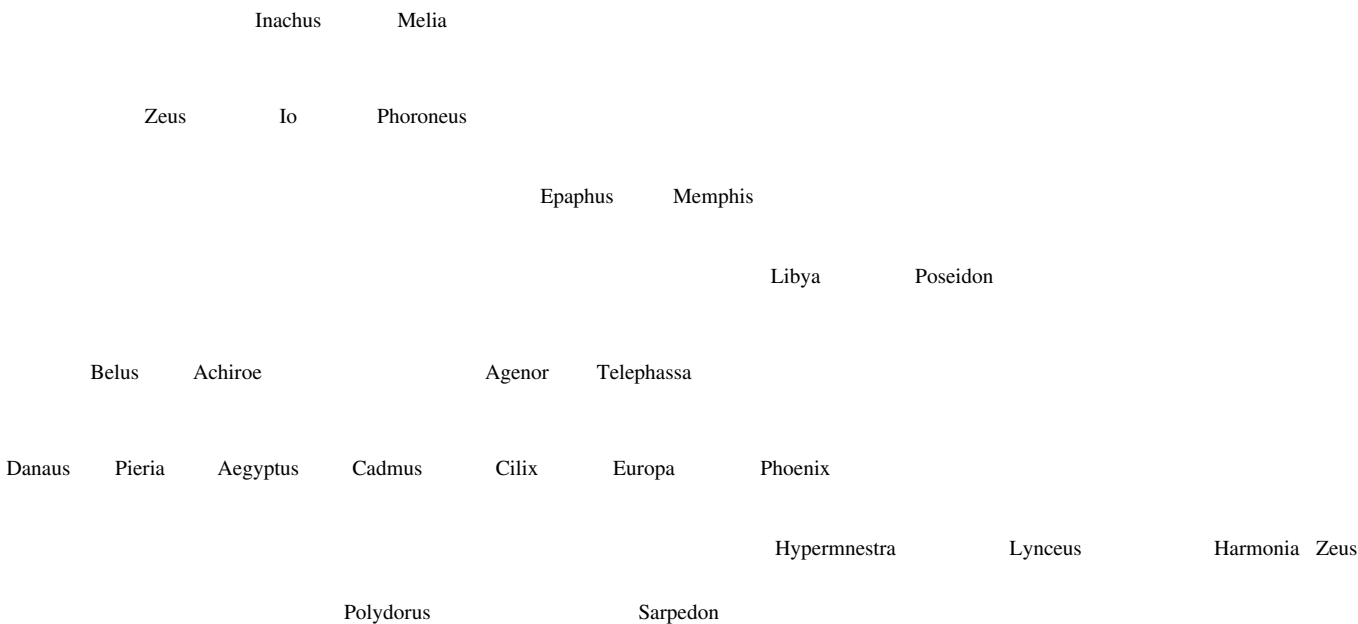 Inachus Melia
Zeus Io Phoroneus
Epaphus Memphis
Libya Poseidon
Belus Achiroe Agenor Telephassa
Danaus Pieria Aegyptus Cadmus Cilix Europa Phoenix
Hypermnestra Lynceus Harmonia Zeus
Polydorus Sarpedon